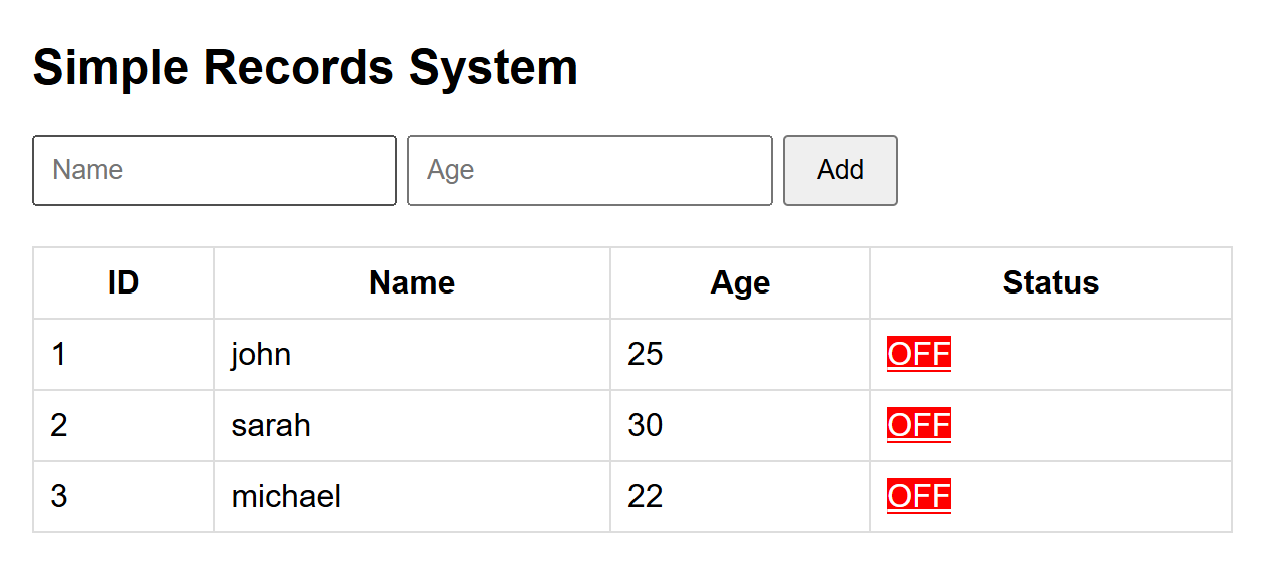 Simple Records System
Name Age Add
ID Name Age Status
1 john 25 OFF
2 sarah 30 OFF
3 michael 22 OFF